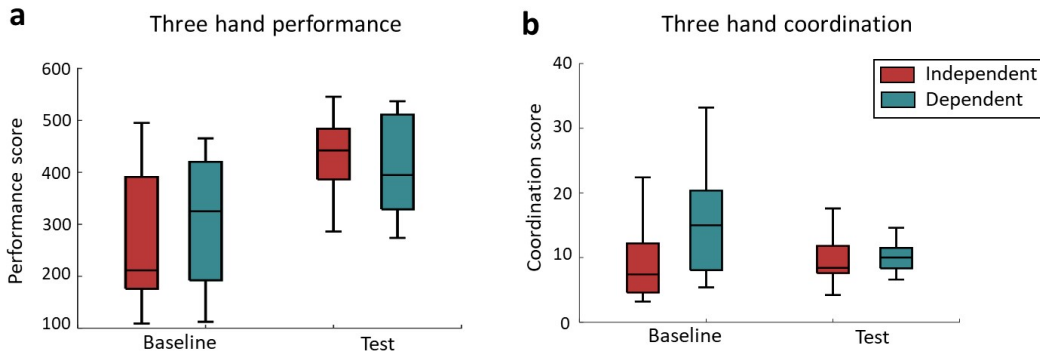 a
Three hand performance
Performance score
600
500
400
300
200
100
Baseline
Test
b
Three hand coordination
Coordination score
40
30
20
10
0
Baseline
Test
Independent
Dependent